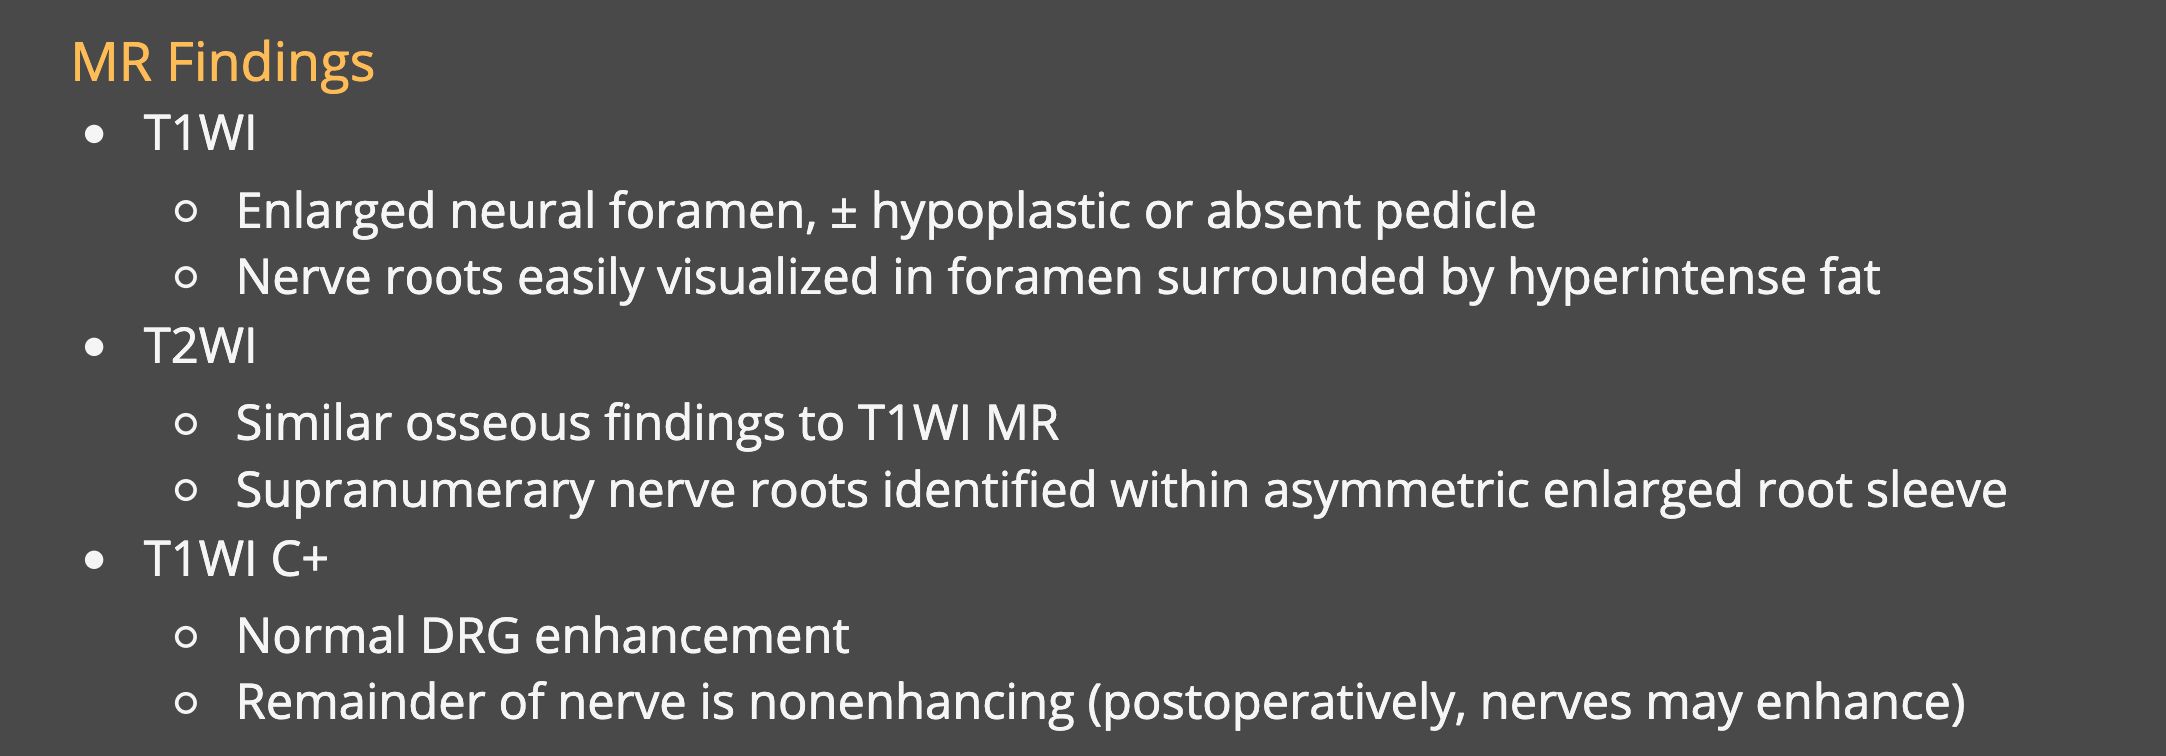 MR Findings
• T1WI
○ Enlarged neural foramen, ± hypoplastic or absent pedicle
○ Nerve roots easily visualized in foramen surrounded by hyperintense fat
• T2WI
○ Similar osseous findings to T1WI MR
○ Supranumerary nerve roots identified within asymmetric enlarged root sleeve
• T1WI C+
○ Normal DRG enhancement
○ Remainder of nerve is nonenhancing (postoperatively, nerves may enhance)